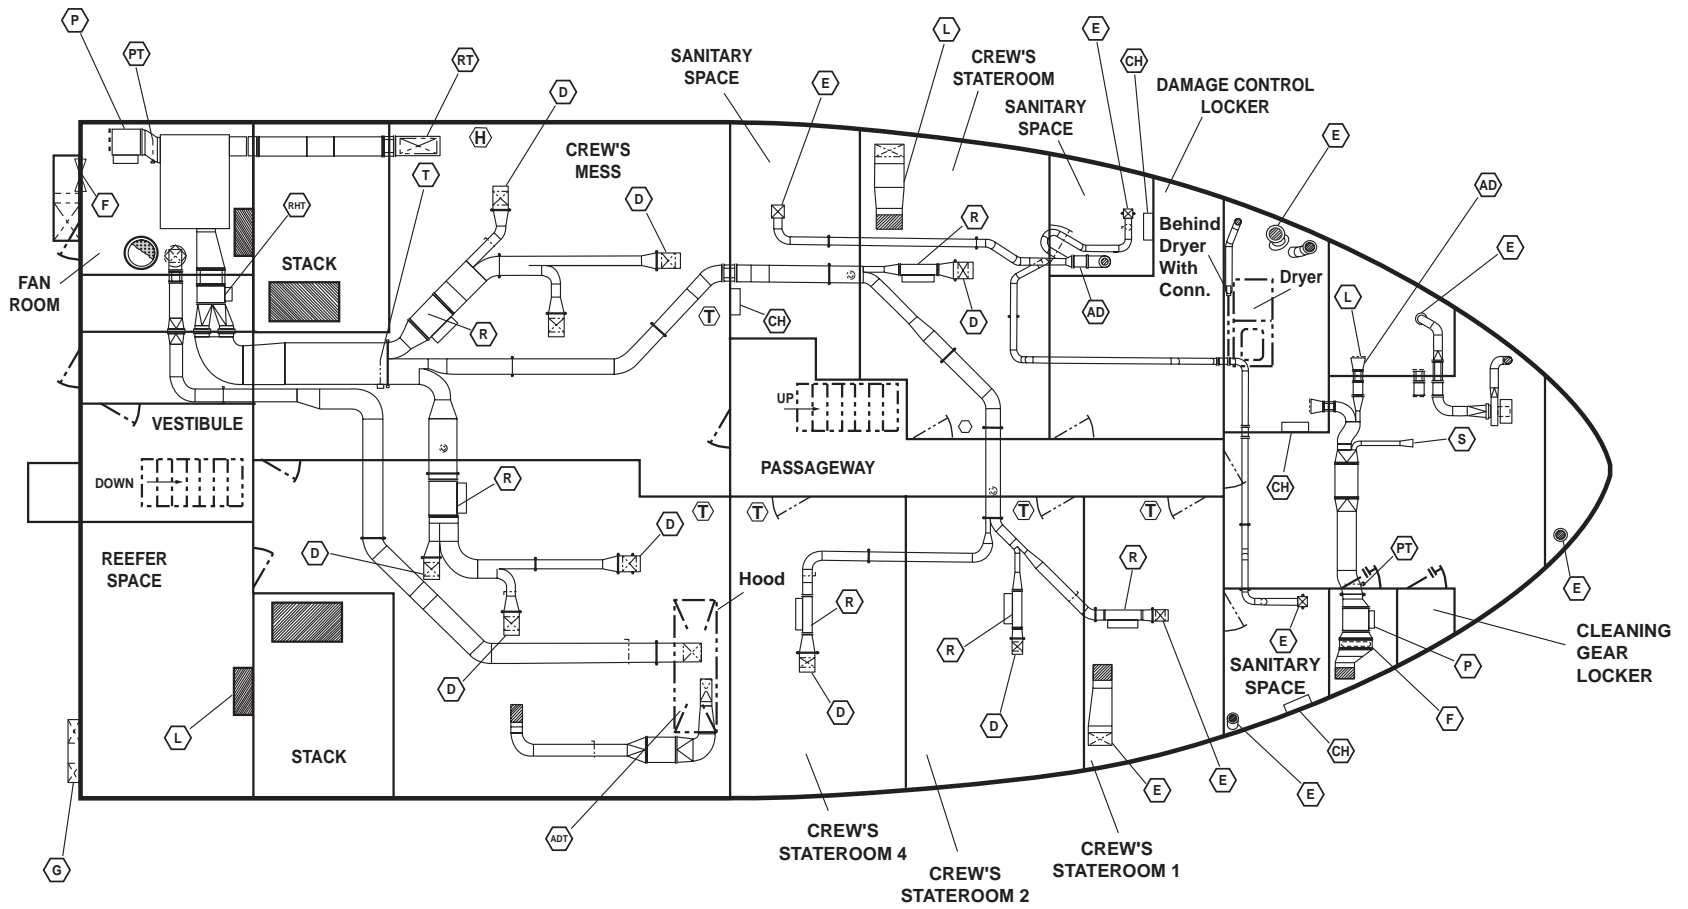 P
PT
RT
D
SANITARY
SPACE
E
L
CREW'S
STATEROOM
E
CH
SANITARY
SPACE
DAMAGE CONTROL
LOCKER
E
H
CREW'S
MESS
T
D
F
RHT
R
AD
Behind
Dryer
With
Conn.
E
FAN
ROOM
STACK
Dryer
L
R
T
CH
D
AD
UP
VESTIBULE
S
DOWN
PASSAGEWAY
R
CH
T
T
T
T
D
D
PT
REEFER
SPACE
Hood
R
R
E
R
E
CLEANING
GEAR
LOCKER
SANITARY
SPACE
P
D
D
D
F
L
STACK
CH
E
E
E
ADT
G
CREW'S
STATEROOM 4
CREW'S
STATEROOM 2
CREW'S
STATEROOM 1